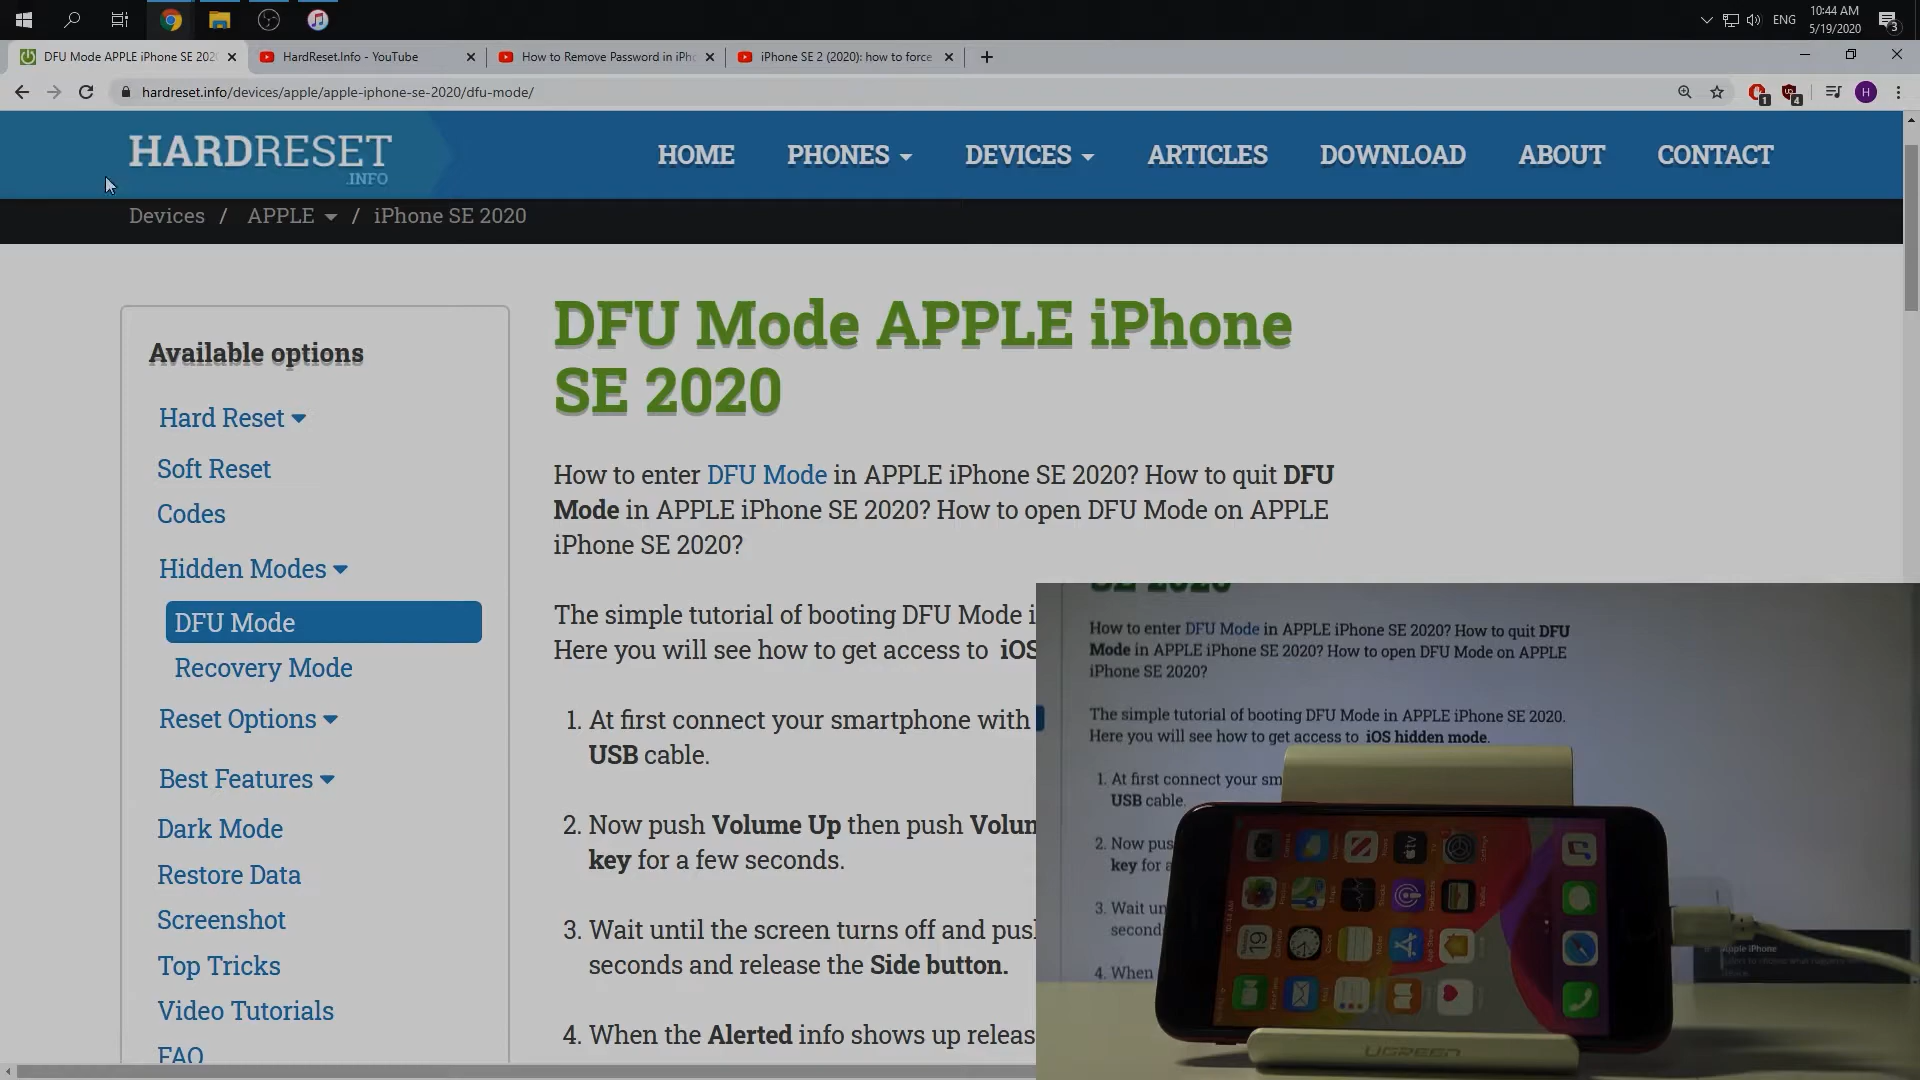 10:44 AM
ENG
5/19/2020
3
DFU Mode APPLE iPhone SE 202
HardReset.Info - YouTube
How to Remove Password in iPh
iPhone SE 2 (2020): how to force
hardreset.info/devices/apple/apple-iphone-se-2020/dfu-mode/
1
4
H
HARDRESET
.INFO
HOME
PHONES
DEVICES
ARTICLES
DOWNLOAD
ABOUT
CONTACT
Devices / APPLE / iPhone SE 2020
Available options
Hard Reset
Soft Reset
Codes
Hidden Modes
DFU Mode
Recovery Mode
Reset Options
Best Features
Dark Mode
Restore Data
Screenshot
Top Tricks
Video Tutorials
FAQ
DFU Mode APPLE iPhone
SE 2020
How to enter DFU Mode in APPLE iPhone SE 2020? How to quit DFU
Mode in APPLE iPhone SE 2020? How to open DFU Mode on APPLE
iPhone SE 2020?
The simple tutorial of booting DFU Mode i
Here you will see how to get access to iOS
1. At first connect your smartphone with
USB cable.
2. Now push Volume Up then push Volum
key for a few seconds.
3. Wait until the screen turns off and pus
seconds and release the Side button.
4. When the Alerted info shows up releas
SE 2020
How to enter DFU Mode in APPLE iPhone SE 2020? How to quit DFU
Mode in APPLE iPhone SE 2020? How to open DFU Mode on APPLE
iPhone SE 2020?
The simple tutorial of booting DFU Mode in APPLE iPhone SE 2020.
Here you will see how to get access to iOS hidden mode.
1. At first connect your sm
USB cable.
2. Now pus
key for a
3. Wait un
second
4. When
Apple iPhone
19
UGREEN